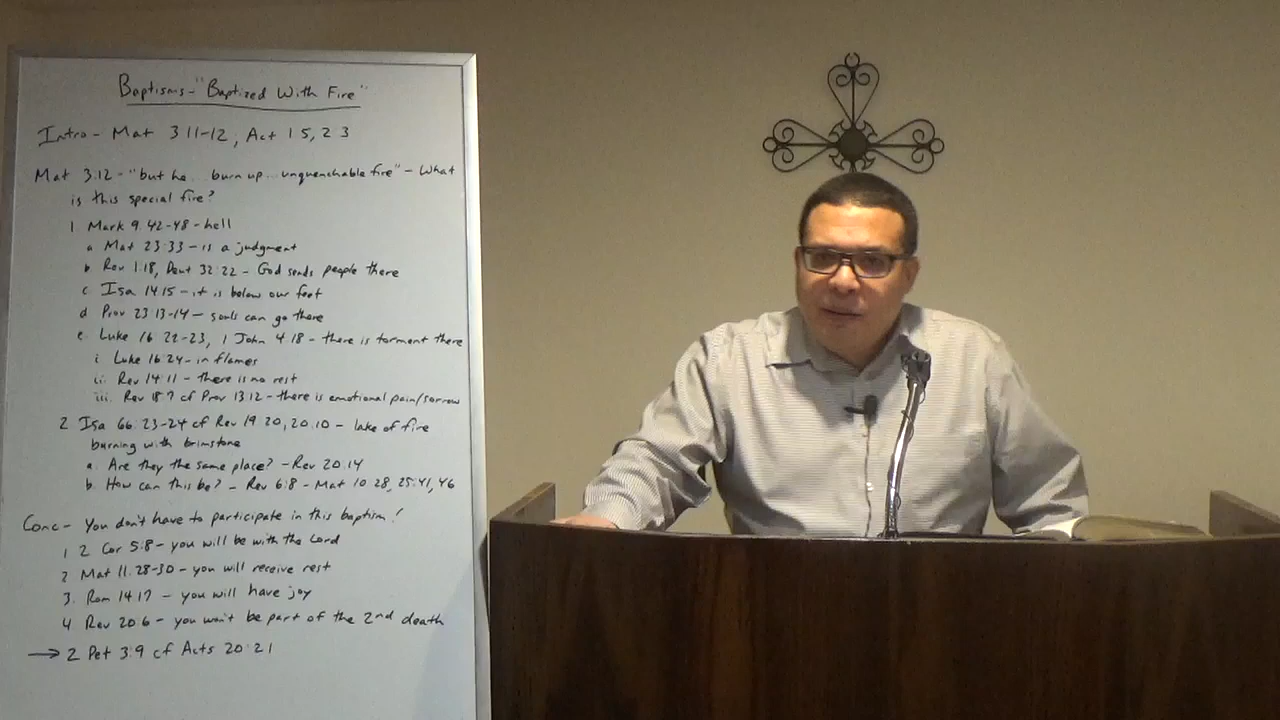 Baptisms - "Baptized With Fire"
Intro - Mat 3:11-12, Act 1:5, 2:3
Mat 3:12 - "but he... burn up... unquenchable fire" - What
is this special fire?
1 Mark 9:42-48 - hell
a Mat 23:33 - is a judgment
b Rev 1:18, Deut 32:22 - God sends people there
c Isa 14:15 - it is below our feet
d Prov 23:13-14 - souls can go there
e. Luke 16:22-23, 1 John 4:18 - there is torment there
i Luke 16:24 - in flames
ii. Rev 14:11 - there is no rest
iii. Rev 18:7 cf Prov 13:12 - there is emotional pain/sorrow
2 Isa 66:23-24 cf Rev 19:20, 20:10 - lake of fire
burning with brimstone
a. Are they the same place? - Rev 20:14
b. How can this be? - Rev 6:8 - Mat 10:28, 25:41, 46
Conc - You don't have to participate in this baptism!
1 2 Cor 5:8 - you will be with the Lord
2 Mat 11:28-30 - you will receive rest
3. Rom 14:17 - you will have joy
4 Rev 20:6 - you won't be part of the 2nd death
→ 2 Pet 3:9 cf Acts 20:21